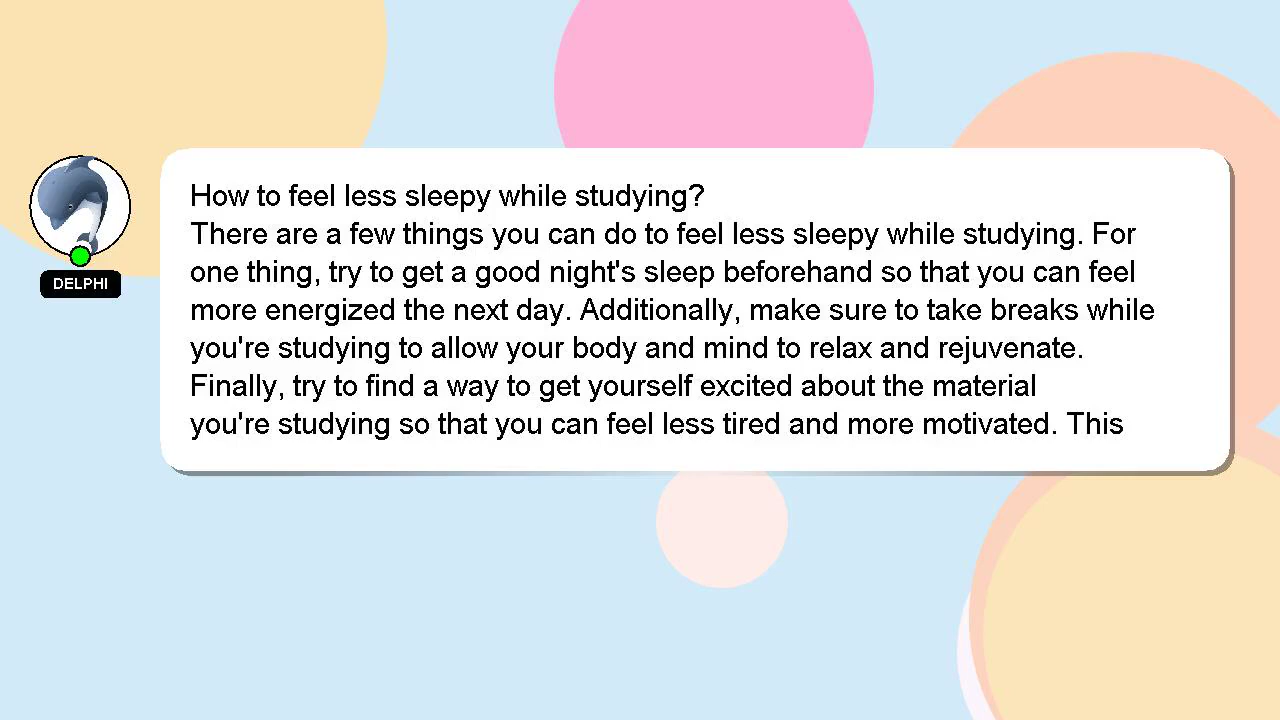 How to feel less sleepy while studying?
There are a few things you can do to feel less sleepy while studying. For
one thing, try to get a good night's sleep beforehand so that you can feel
more energized the next day. Additionally, make sure to take breaks while
you're studying to allow your body and mind to relax and rejuvenate.
Finally, try to find a way to get yourself excited about the material
you're studying so that you can feel less tired and more motivated. This
DELPHI